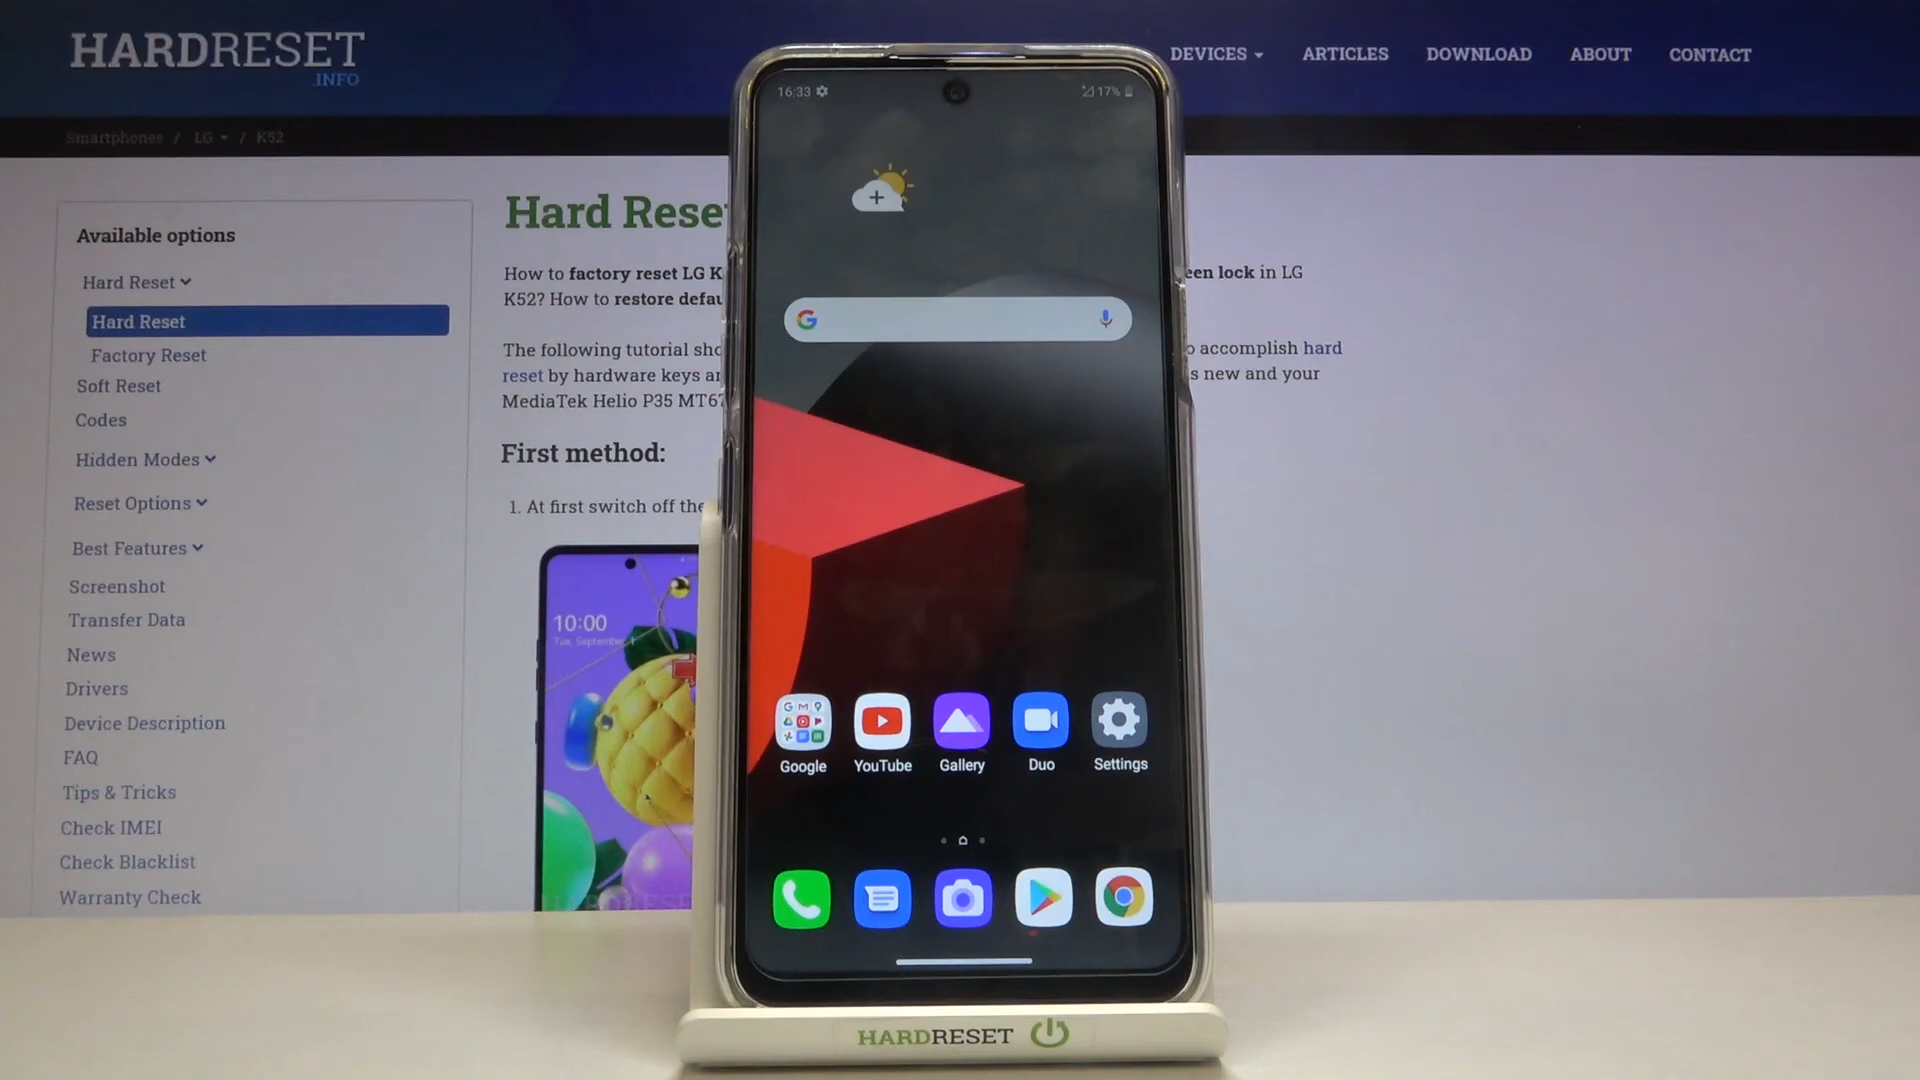 HARDRESET
.INFO
DEVICES
ARTICLES
DOWNLOAD
ABOUT
CONTACT
Smartphones / LG / K52
Available options
Hard Reset
Hard Reset
Factory Reset
Soft Reset
Codes
Hidden Modes
Reset Options
Best Features
Screenshot
Transfer Data
News
Drivers
Device Description
FAQ
Tips & Tricks
Check IMEI
Check Blacklist
Warranty Check
Hard Rese
How to factory reset LG K
een lock in LG
K52? How to restore defau
The following tutorial sho
o accomplish hard
reset by hardware keys an
s new and your
MediaTek Helio P35 MT67
First method:
1. At first switch off the
10:00
Tue, September 1
HARDRESE
16:33
17%
G
Google
YouTube
Gallery
Duo
Settings
HARDRESET